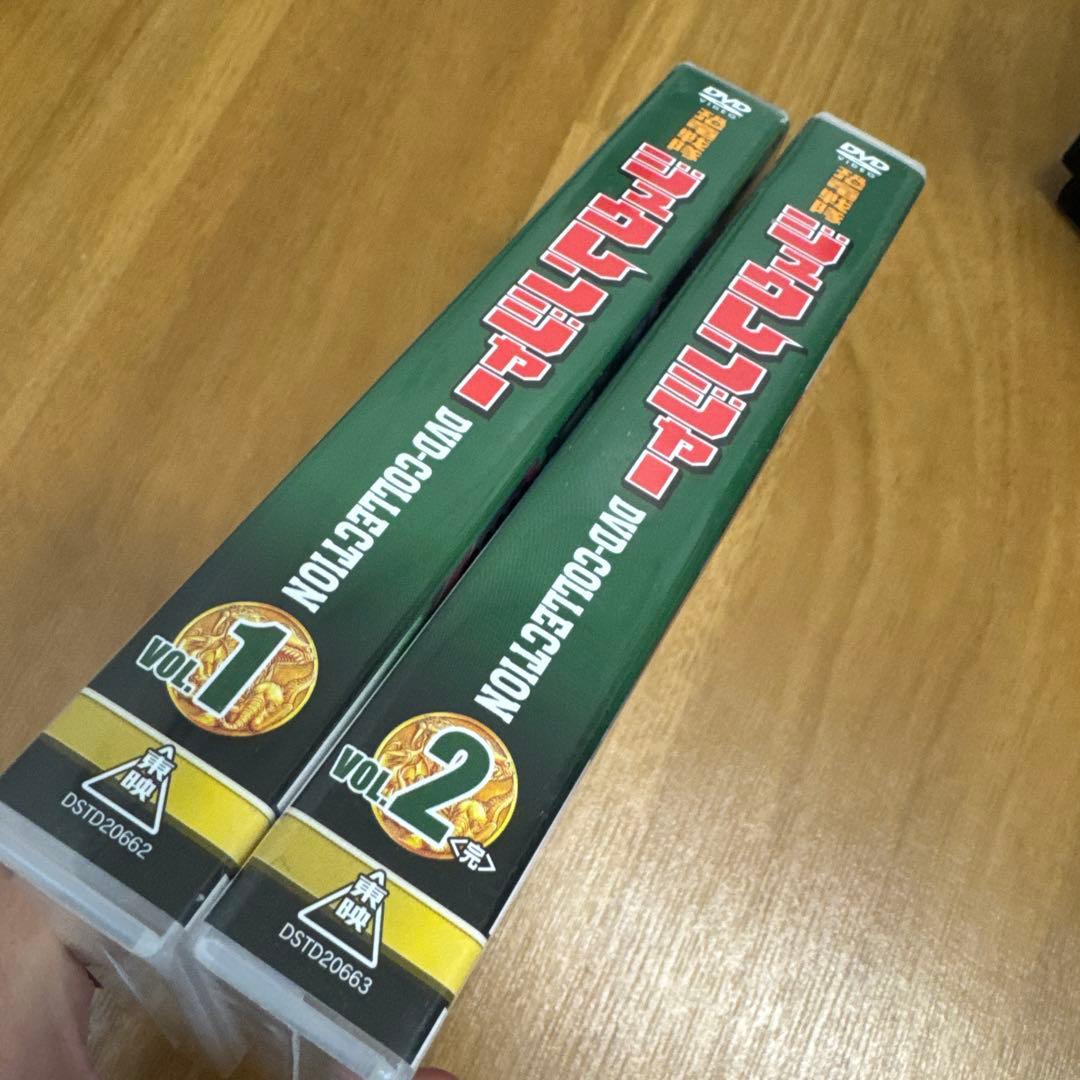 DVD
VIDEO
恐竜戦隊
ジュウレンジャー
DVD-COLLECTION
VOL.1
東映
DSTD20662
DVD
VIDEO
恐竜戦隊
ジュウレンジャー
DVD-COLLECTION
VOL.2
<完>
東映
DSTD20663